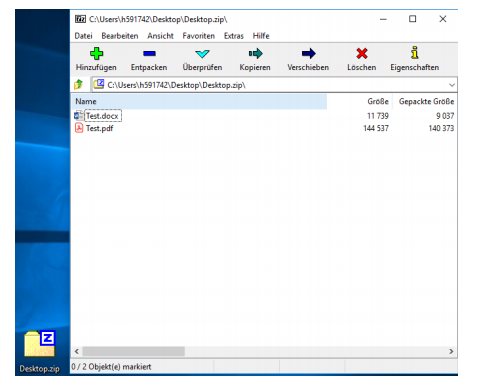 C:\Users\h591742\Desktop\Desktop.zip\
Datei Bearbeiten Ansicht Favoriten Extras Hilfe
Hinzufügen Entpacken Überprüfen Kopieren Verschieben Löschen Eigenschaften
C:\Users\h591742\Desktop\Desktop.zip\
Name Größe Gepackte Größe
Test.docx 11 739 9 037
Test.pdf 144 537 140 373
Desktop.zip
0 / 2 Objekt(e) markiert